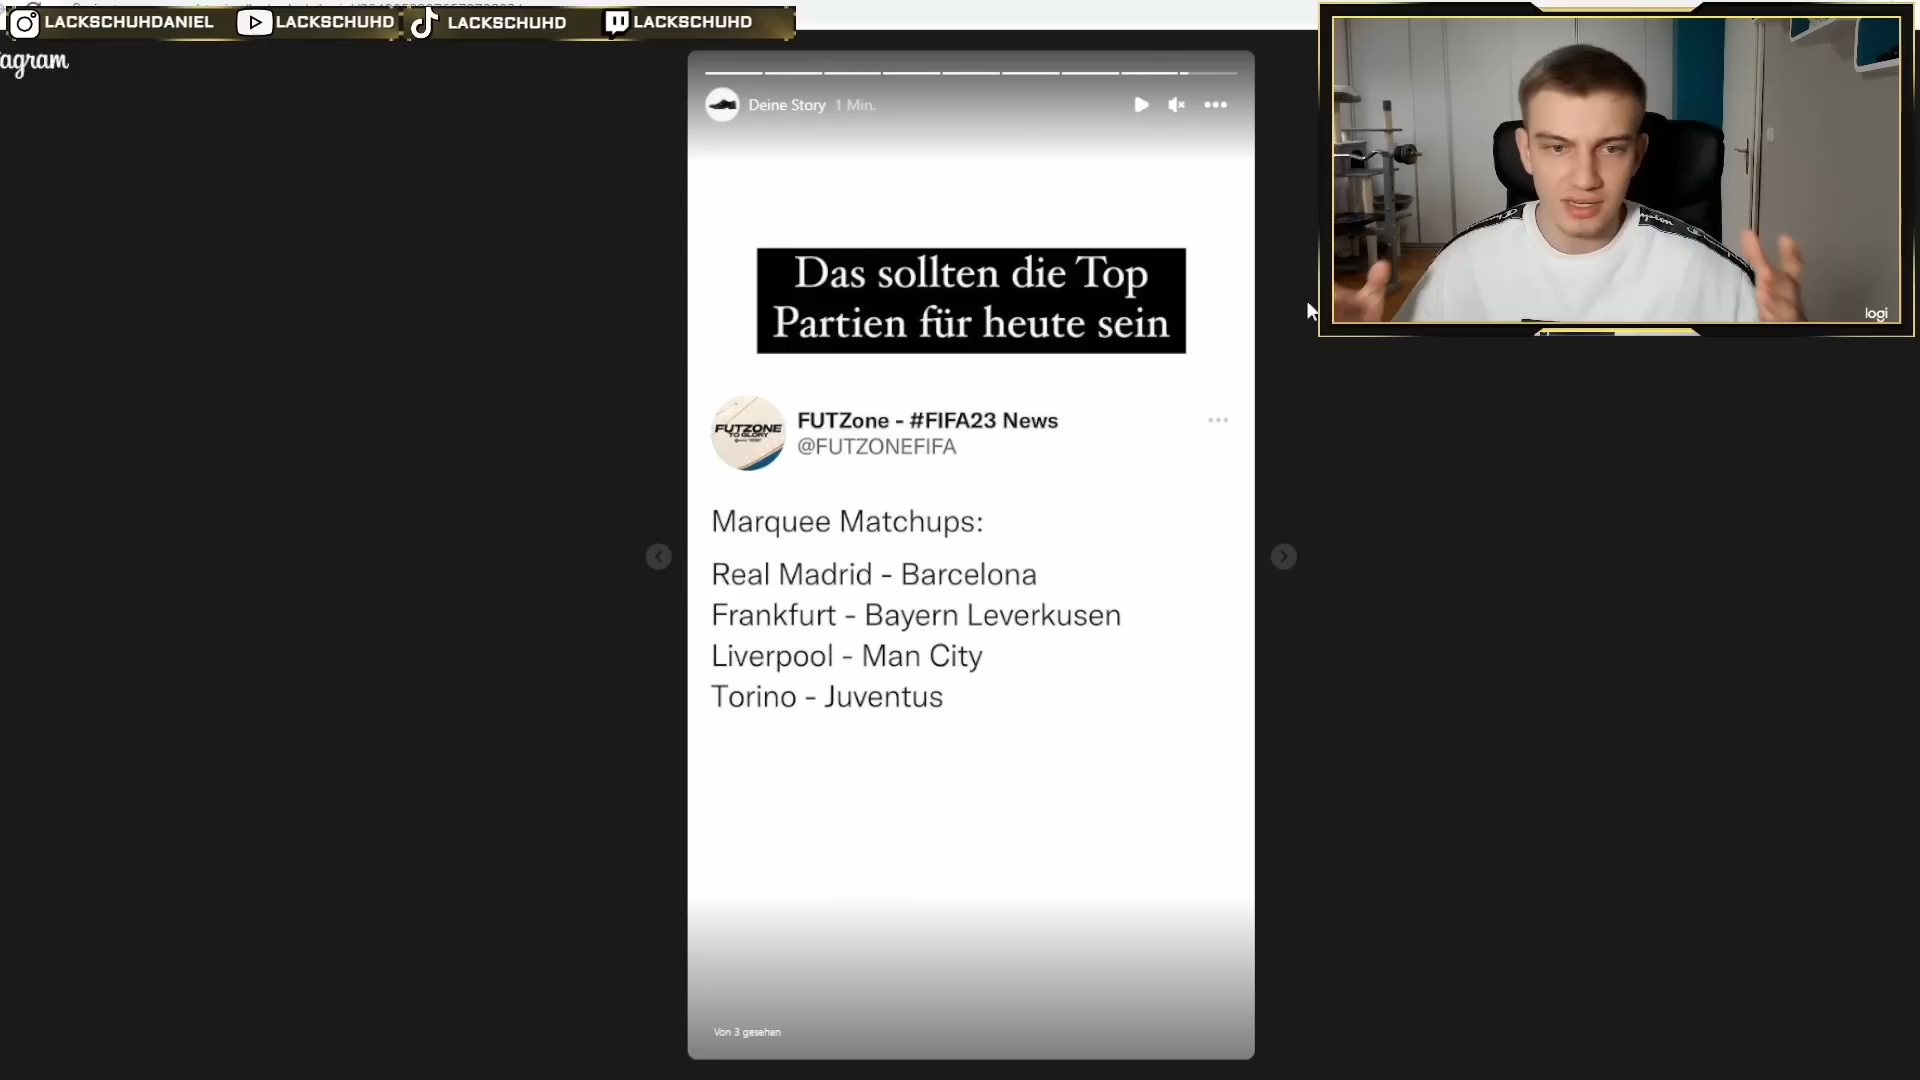 LACKSCHUHDANIEL
LACKSCHUHD
LACKSCHUHD
LACKSCHUHD
agram
Deine Story 1 Min.
Das sollten die Top
Partien für heute sein
FUTZONE
TO GLORY
FUTZone - #FIFA23 News
@FUTZONEFIFA
Marquee Matchups:
Real Madrid - Barcelona
Frankfurt - Bayern Leverkusen
Liverpool - Man City
Torino - Juventus
Von 3 gesehen
logi